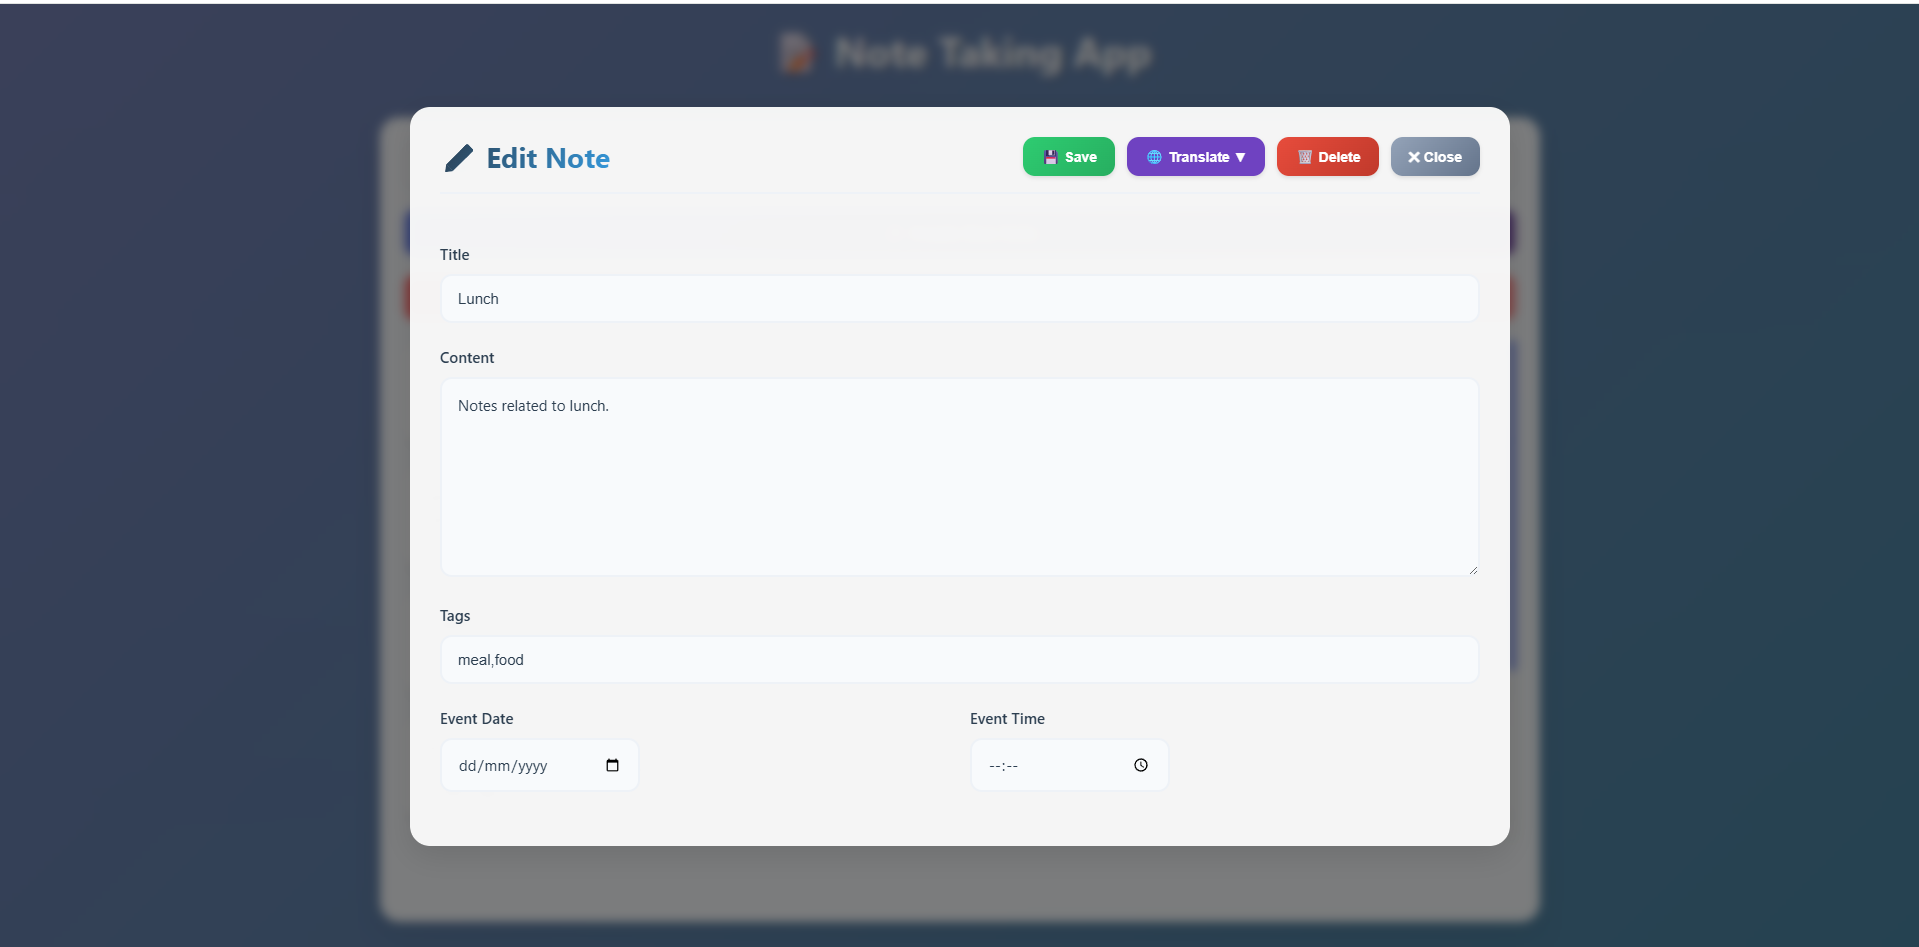 Note Taking App
Edit Note
Save
Translate ▼
Delete
Close
Title
Lunch
Content
Notes related to lunch.
Tags
meal,food
Event Date
Event Time
dd/mm/yyyy
--:--